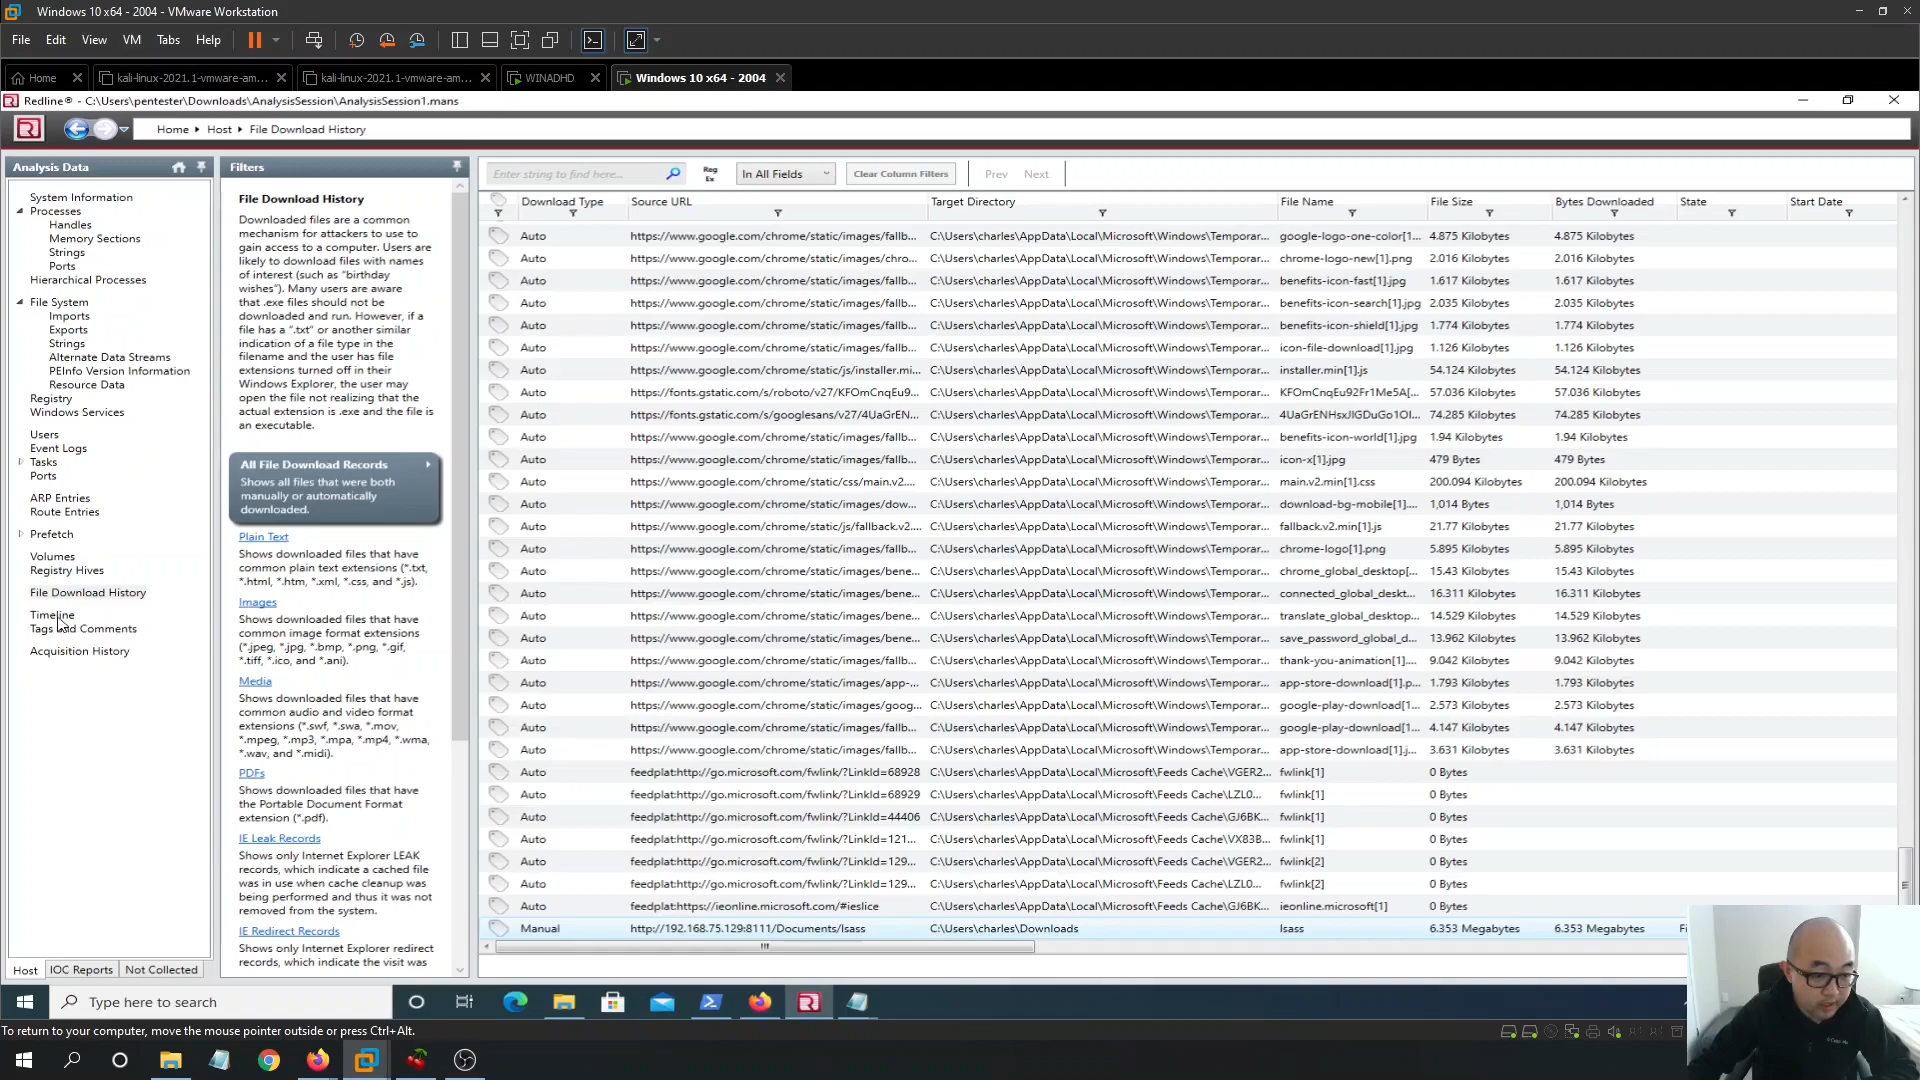 Windows 10 x64 - 2004 - VMware Workstation
File Edit View VM Tabs Help
Home kali-linux-2021.1-vmware-am... kali-linux-2021.1-vmware-am... WINADHD Windows 10 x64 - 2004
Redline® - C:\Users\pentester\Downloads\AnalysisSession\AnalysisSession1.mans
Home Host File Download History
Analysis Data
System Information
Processes
Handles
Memory Sections
Strings
Ports
Hierarchical Processes
File System
Imports
Exports
Strings
Alternate Data Streams
PEInfo Version Information
Resource Data
Registry
Windows Services
Users
Event Logs
Tasks
Ports
ARP Entries
Route Entries
Prefetch
Volumes
Registry Hives
File Download History
Timeline
Tags and Comments
Acquisition History
Host IOC Reports Not Collected
Filters
File Download History
Downloaded files are a common
mechanism for attackers to use to
gain access to a computer. Users are
likely to download files with names
of interest (such as "birthday
wishes"). Many users are aware
that .exe files should not be
downloaded and run. However, if a
file has a ".txt" or another similar
indication of a file type in the
filename and the user has file
extensions turned off in their
Windows Explorer, the user may
open the file not realizing that the
actual extension is .exe and the file is
an executable.
All File Download Records
Shows all files that were both
manually or automatically
downloaded.
Plain Text
Shows downloaded files that have
common plain text extensions (*.txt,
*.html, *.htm, *.xml, *.css, and *.js).
Images
Shows downloaded files that have
common image format extensions
(*.jpeg, *.jpg, *.bmp, *.png, *.gif,
*.tiff, *.ico, and *.ani).
Media
Shows downloaded files that have
common audio and video format
extensions (*.swf, *.swa, *.mov,
*.mpeg, *.mp3, *.mpa, *.mp4, *.wma,
*.wav, and *.midi).
PDFs
Shows downloaded files that have
the Portable Document Format
extension (*.pdf).
IE Leak Records
Shows only Internet Explorer LEAK
records, which indicate a cached file
was in use when cache cleanup was
being performed and thus it was not
removed from the system.
IE Redirect Records
Shows only Internet Explorer redirect
records, which indicate the visit was
Enter string to find here... Reg Ex In All Fields Clear Column Filters Prev Next
Download Type Source URL Target Directory File Name File Size Bytes Downloaded State Start Date
Auto https://www.google.com/chrome/static/images/fallb... C:\Users\charles\AppData\Local\Microsoft\Windows\Temporar... google-logo-one-color[1... 4.875 Kilobytes 4.875 Kilobytes
Auto https://www.google.com/chrome/static/images/chro... C:\Users\charles\AppData\Local\Microsoft\Windows\Temporar... chrome-logo-new[1].png 2.016 Kilobytes 2.016 Kilobytes
Auto https://www.google.com/chrome/static/images/fallb... C:\Users\charles\AppData\Local\Microsoft\Windows\Temporar... benefits-icon-fast[1].jpg 1.617 Kilobytes 1.617 Kilobytes
Auto https://www.google.com/chrome/static/images/fallb... C:\Users\charles\AppData\Local\Microsoft\Windows\Temporar... benefits-icon-search[1].jpg 2.035 Kilobytes 2.035 Kilobytes
Auto https://www.google.com/chrome/static/images/fallb... C:\Users\charles\AppData\Local\Microsoft\Windows\Temporar... benefits-icon-shield[1].jpg 1.774 Kilobytes 1.774 Kilobytes
Auto https://www.google.com/chrome/static/images/fallb... C:\Users\charles\AppData\Local\Microsoft\Windows\Temporar... icon-file-download[1].jpg 1.126 Kilobytes 1.126 Kilobytes
Auto https://www.google.com/chrome/static/js/installer.mi... C:\Users\charles\AppData\Local\Microsoft\Windows\Temporar... installer.min[1].js 54.124 Kilobytes 54.124 Kilobytes
Auto https://fonts.gstatic.com/s/roboto/v27/KFOmCnqEu9... C:\Users\charles\AppData\Local\Microsoft\Windows\Temporar... KFOmCnqEu92Fr1Me5A[... 57.036 Kilobytes 57.036 Kilobytes
Auto https://fonts.gstatic.com/s/googlesans/v27/4UaGrEN... C:\Users\charles\AppData\Local\Microsoft\Windows\Temporar... 4UaGrENHsxJlGDuGo1OI... 74.285 Kilobytes 74.285 Kilobytes
Auto https://www.google.com/chrome/static/images/fallb... C:\Users\charles\AppData\Local\Microsoft\Windows\Temporar... benefits-icon-world[1].jpg 1.94 Kilobytes 1.94 Kilobytes
Auto https://www.google.com/chrome/static/images/fallb... C:\Users\charles\AppData\Local\Microsoft\Windows\Temporar... icon-x[1].jpg 479 Bytes 479 Bytes
Auto https://www.google.com/chrome/static/css/main.v2.... C:\Users\charles\AppData\Local\Microsoft\Windows\Temporar... main.v2.min[1].css 200.094 Kilobytes 200.094 Kilobytes
Auto https://www.google.com/chrome/static/images/dow... C:\Users\charles\AppData\Local\Microsoft\Windows\Temporar... download-bg-mobile[1].... 1,014 Bytes 1,014 Bytes
Auto https://www.google.com/chrome/static/js/fallback.v2.... C:\Users\charles\AppData\Local\Microsoft\Windows\Temporar... fallback.v2.min[1].js 21.77 Kilobytes 21.77 Kilobytes
Auto https://www.google.com/chrome/static/images/fallb... C:\Users\charles\AppData\Local\Microsoft\Windows\Temporar... chrome-logo[1].png 5.895 Kilobytes 5.895 Kilobytes
Auto https://www.google.com/chrome/static/images/bene... C:\Users\charles\AppData\Local\Microsoft\Windows\Temporar... chrome_global_desktop[... 15.43 Kilobytes 15.43 Kilobytes
Auto https://www.google.com/chrome/static/images/bene... C:\Users\charles\AppData\Local\Microsoft\Windows\Temporar... connected_global_deskt... 16.311 Kilobytes 16.311 Kilobytes
Auto https://www.google.com/chrome/static/images/bene... C:\Users\charles\AppData\Local\Microsoft\Windows\Temporar... translate_global_desktop... 14.529 Kilobytes 14.529 Kilobytes
Auto https://www.google.com/chrome/static/images/bene... C:\Users\charles\AppData\Local\Microsoft\Windows\Temporar... save_password_global_d... 13.962 Kilobytes 13.962 Kilobytes
Auto https://www.google.com/chrome/static/images/fallb... C:\Users\charles\AppData\Local\Microsoft\Windows\Temporar... thank-you-animation[1].... 9.042 Kilobytes 9.042 Kilobytes
Auto https://www.google.com/chrome/static/images/app-... C:\Users\charles\AppData\Local\Microsoft\Windows\Temporar... app-store-download[1].p... 1.793 Kilobytes 1.793 Kilobytes
Auto https://www.google.com/chrome/static/images/goog... C:\Users\charles\AppData\Local\Microsoft\Windows\Temporar... google-play-download[1... 2.573 Kilobytes 2.573 Kilobytes
Auto https://www.google.com/chrome/static/images/fallb... C:\Users\charles\AppData\Local\Microsoft\Windows\Temporar... google-play-download[1... 4.147 Kilobytes 4.147 Kilobytes
Auto https://www.google.com/chrome/static/images/fallb... C:\Users\charles\AppData\Local\Microsoft\Windows\Temporar... app-store-download[1].j... 3.631 Kilobytes 3.631 Kilobytes
Auto feedplat:http://go.microsoft.com/fwlink/?LinkId=68928 C:\Users\charles\AppData\Local\Microsoft\Feeds Cache\VGER2... fwlink[1] 0 Bytes
Auto feedplat:http://go.microsoft.com/fwlink/?LinkId=68929 C:\Users\charles\AppData\Local\Microsoft\Feeds Cache\LZL0... fwlink[1] 0 Bytes
Auto feedplat:http://go.microsoft.com/fwlink/?LinkId=44406 C:\Users\charles\AppData\Local\Microsoft\Feeds Cache\GJ6BK... fwlink[1] 0 Bytes
Auto feedplat:http://go.microsoft.com/fwlink/?LinkId=121... C:\Users\charles\AppData\Local\Microsoft\Feeds Cache\VX83B... fwlink[1] 0 Bytes
Auto feedplat:http://go.microsoft.com/fwlink/?LinkId=129... C:\Users\charles\AppData\Local\Microsoft\Feeds Cache\VGER2... fwlink[2] 0 Bytes
Auto feedplat:http://go.microsoft.com/fwlink/?LinkId=129... C:\Users\charles\AppData\Local\Microsoft\Feeds Cache\LZL0... fwlink[2] 0 Bytes
Auto feedplat:https://ieonline.microsoft.com/#ieslice C:\Users\charles\AppData\Local\Microsoft\Feeds Cache\GJ6BK... ieonline.microsoft[1] 0 Bytes
Manual http://192.168.75.129:8111/Documents/lsass C:\Users\charles\Downloads lsass 6.353 Megabytes 6.353 Megabytes Fi
Type here to search
To return to your computer, move the mouse pointer outside or press Ctrl+Alt.